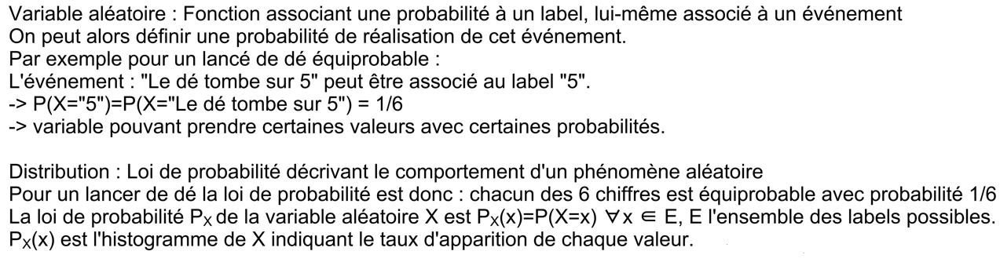 Variable aléatoire : Fonction associant une probabilité à un label, lui-même associé à un événement
On peut alors définir une probabilité de réalisation de cet événement.
Par exemple pour un lancé de dé équiprobable :
L'événement : "Le dé tombe sur 5" peut être associé au label "5".
-> P(X="5")=P(X="Le dé tombe sur 5") = 1/6
-> variable pouvant prendre certaines valeurs avec certaines probabilités.
Distribution : Loi de probabilité décrivant le comportement d'un phénomène aléatoire
Pour un lancer de dé la loi de probabilité est donc : chacun des 6 chiffres est équiprobable avec probabilité 1/6
La loi de probabilité Pₓ de la variable aléatoire X est Pₓ(x)=P(X=x) ∀x ∈ E, E l'ensemble des labels possibles.
Pₓ(x) est l'histogramme de X indiquant le taux d'apparition de chaque valeur.